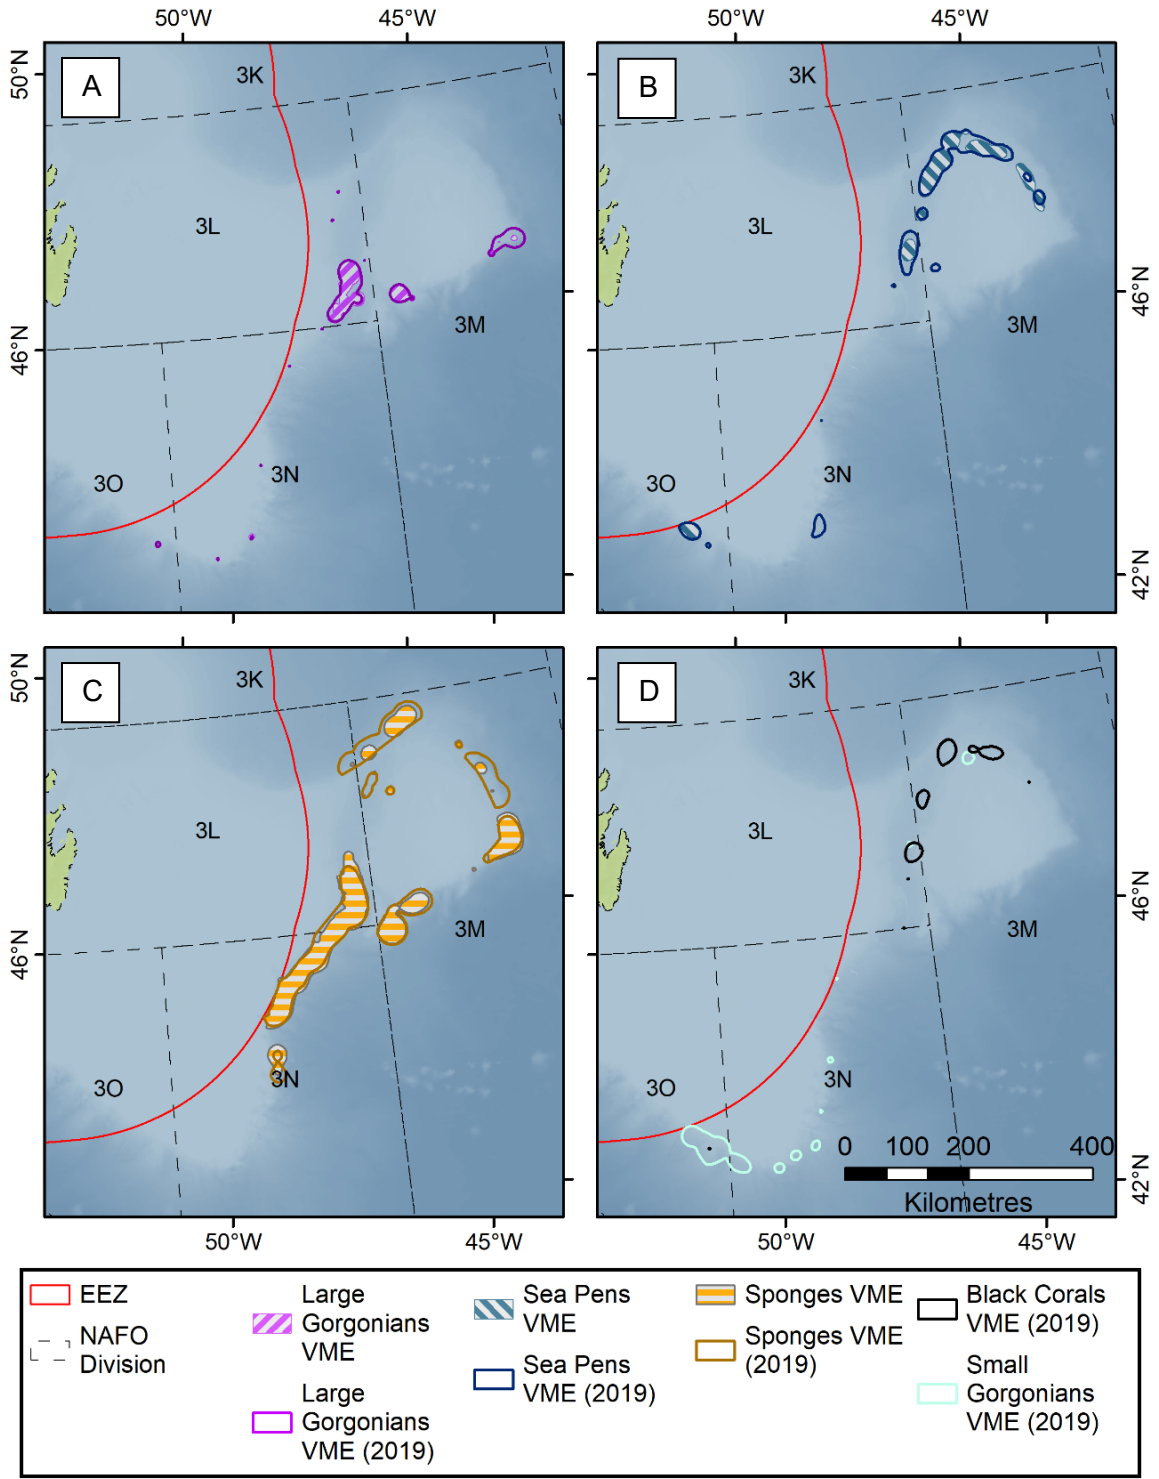 50°W 45°W 50°W 45°W
50°N
A
3K
B
3K
3L
3L
46°N
3M
3M
46°N
3O
3N
3O
3N
42°N
50°N
C
3K
D
3K
3L
3L
46°N
3M
3M
46°N
3O
3N
3O
3N
0 100 200 400
Kilometres
42°N
50°W 45°W 50°W 45°W
EEZ
NAFO
Division
Large
Gorgonians
VME
Large
Gorgonians
VME (2019)
Sea Pens
VME
Sea Pens
VME (2019)
Sponges VME
Sponges VME
(2019)
Black Corals
VME (2019)
Small
Gorgonians
VME (2019)